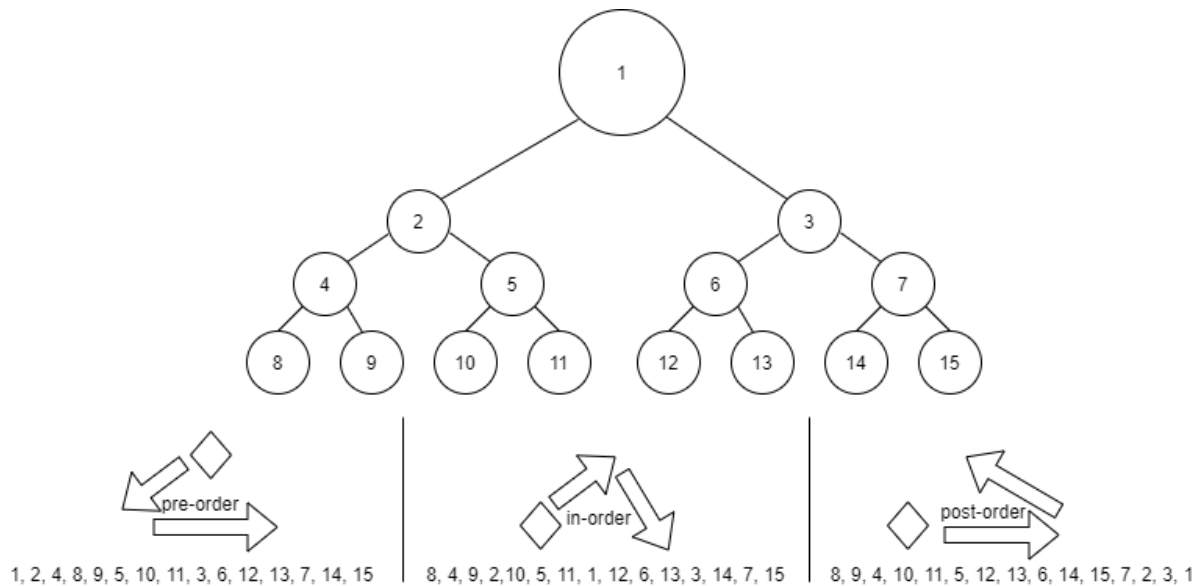 1
2 3
4 5 6 7
8 9 10 11 12 13 14 15
pre-order in-order post-order
1, 2, 4, 8, 9, 5, 10, 11, 3, 6, 12, 13, 7, 14, 15
8, 4, 9, 2,10, 5, 11, 1, 12, 6, 13, 3, 14, 7, 15
8, 9, 4, 10, 11, 5, 12, 13, 6, 14, 15, 7, 2, 3, 1